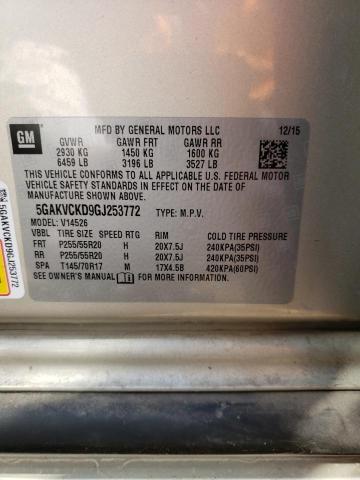 GM
MFD BY GENERAL MOTORS LLC 12/15
GVWR GAWR FRT GAWR RR
2930 KG 1450 KG 1600 KG
6459 LB 3196 LB 3527 LB
THIS VEHICLE CONFORMS TO ALL APPLICABLE U.S. FEDERAL
MOTOR VEHICLE SAFETY STANDARDS IN EFFECT ON THE DATE OF
MANUFACTURE SHOWN ABOVE.
5GAKVCKD9GJ253772 TYPE: M.P.V.
MODEL: V14526
VBBL TIRE SIZE SPEED RTG RIM COLD TIRE PRESSURE
FRT P255/55R20 H 20X7.5J 240KPA(35PSI)
RR P255/55R20 H 20X7.5J 240KPA(35PSI)
SPA T145/70R17 M 17X4.5B 420KPA(60PSI)
SEE OWNER'S MANUAL FOR ADDITIONAL INFORMATION.
5GAKVCKD9GJ253772